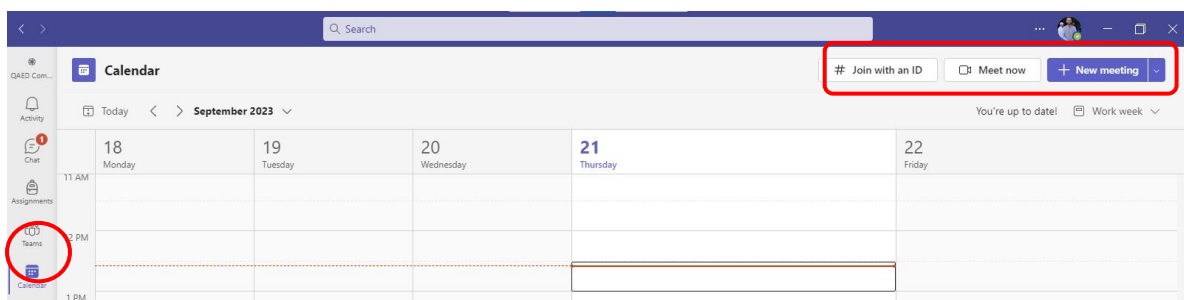 Search
QAED Com...
Calendar
# Join with an ID
Meet now
+ New meeting
Activity
Today
September 2023
You're up to date!
Work week
1
Chat
18
Monday
19
Tuesday
20
Wednesday
21
Thursday
22
Friday
11 AM
Assignments
Teams
2 PM
Calendar
1 PM